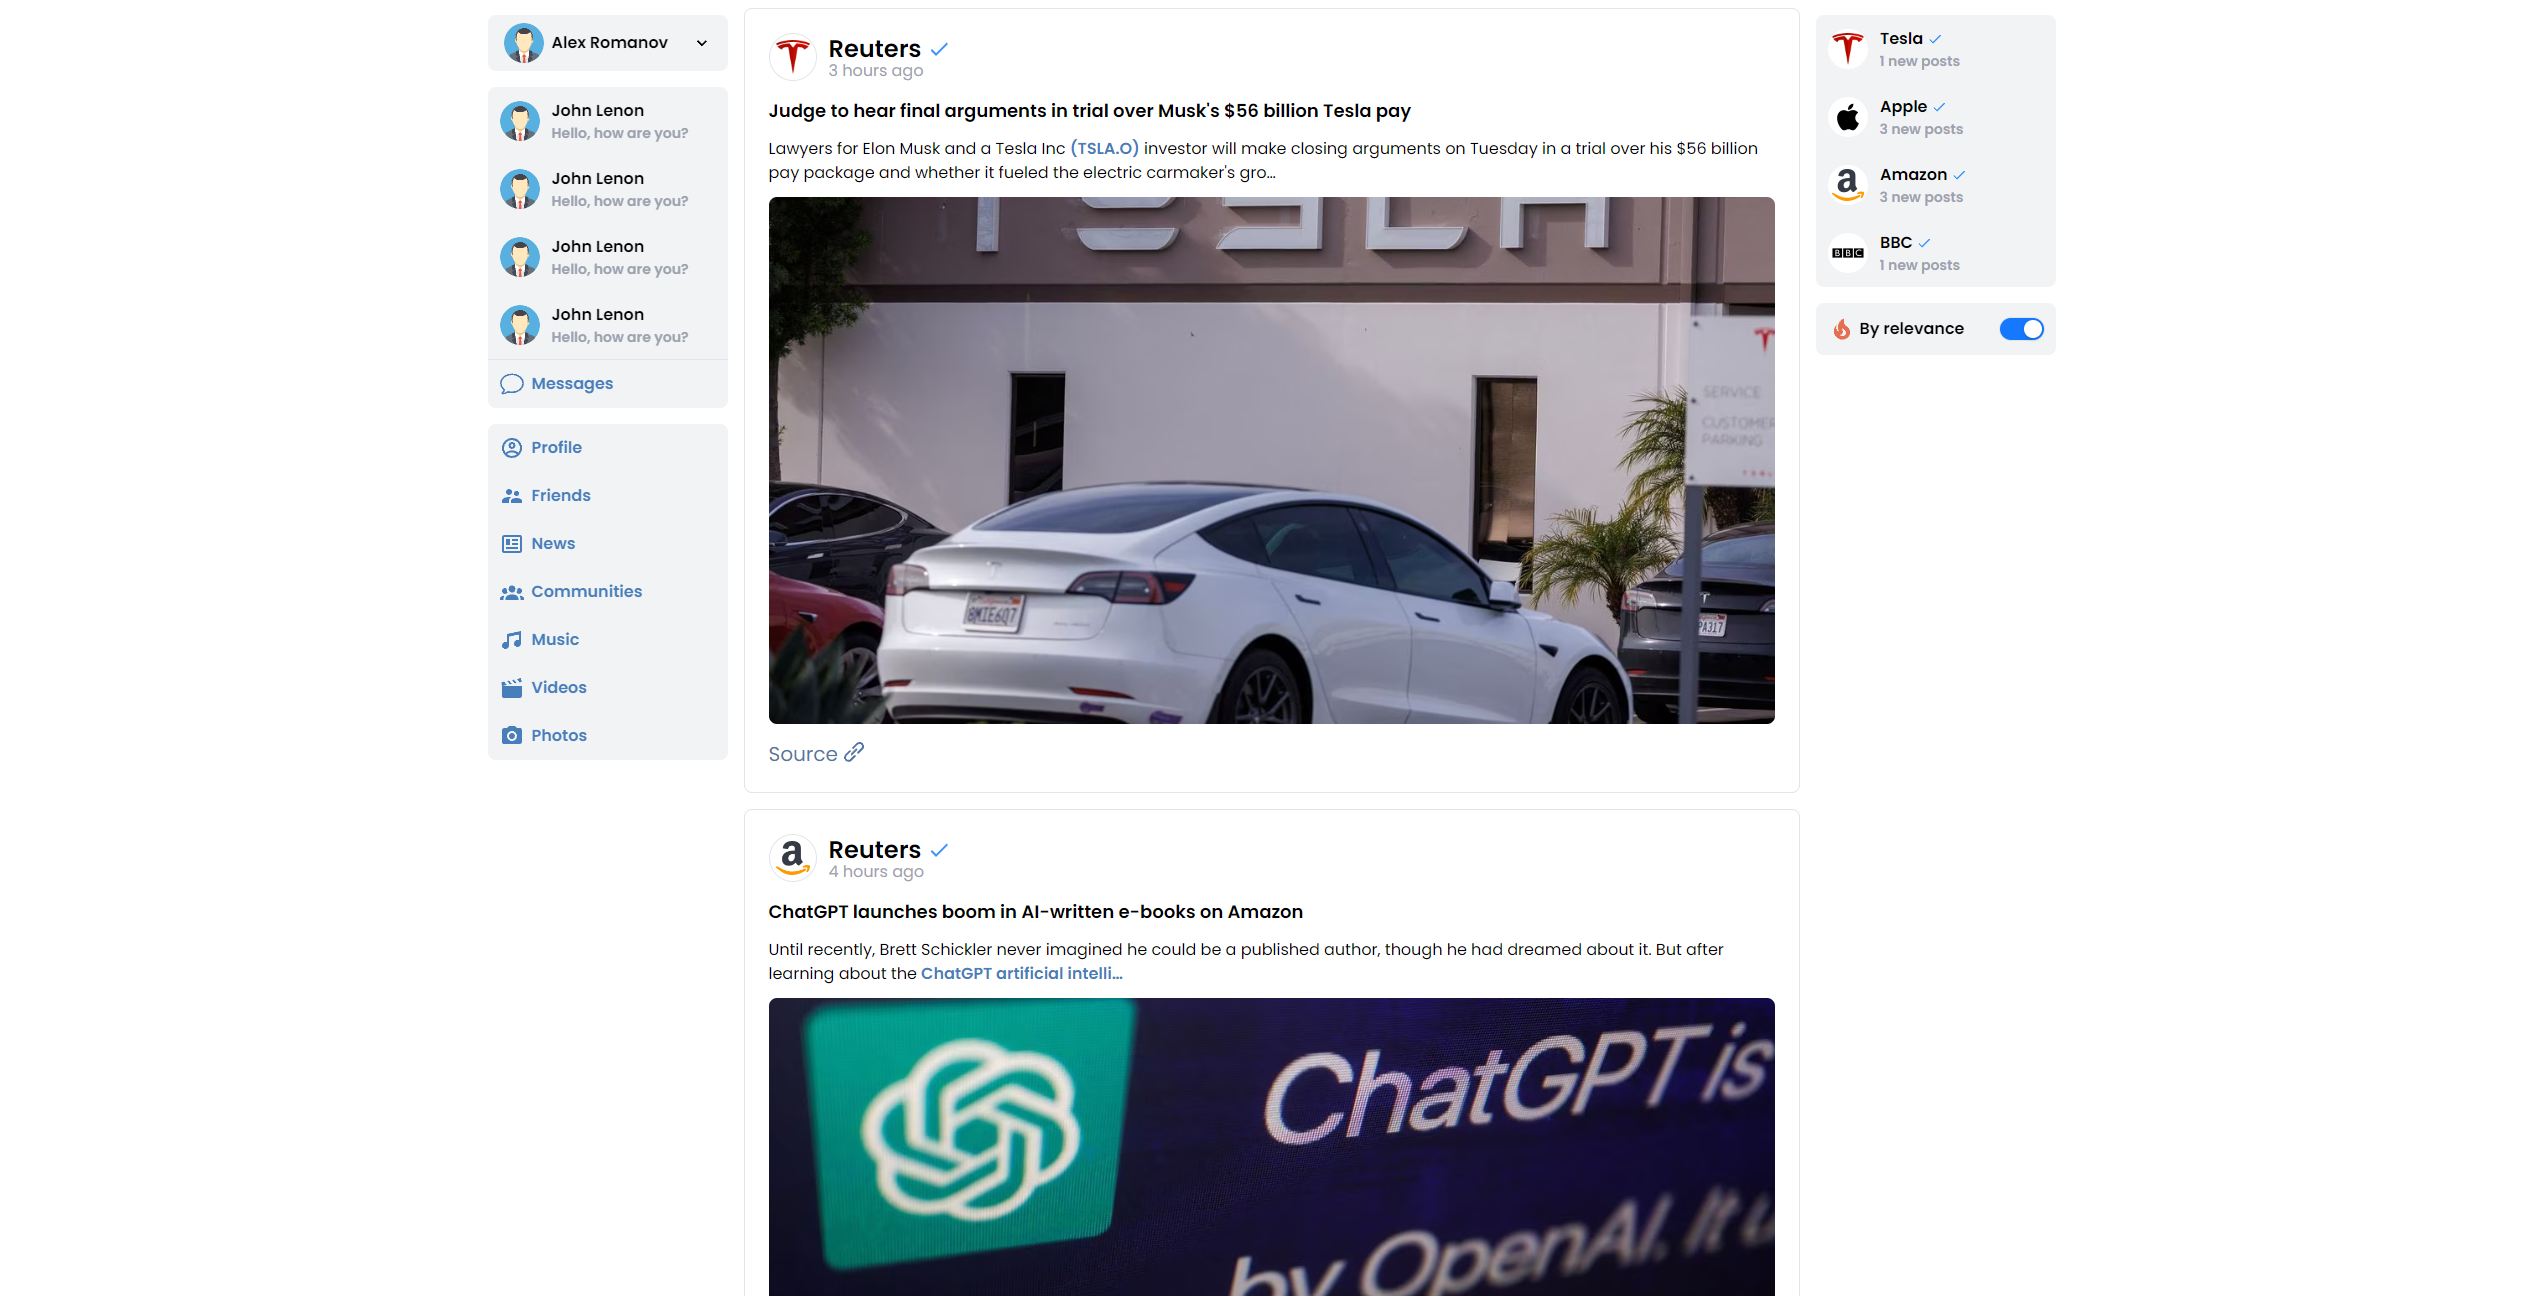 Alex Romanov
John Lenon
Hello, how are you?
John Lenon
Hello, how are you?
John Lenon
Hello, how are you?
John Lenon
Hello, how are you?
Messages
Profile
Friends
News
Communities
Music
Videos
Photos
Reuters
3 hours ago
Judge to hear final arguments in trial over Musk's $56 billion Tesla pay
Lawyers for Elon Musk and a Tesla Inc (TSLA.O) investor will make closing arguments on Tuesday in a trial over his $56 billion
pay package and whether it fueled the electric carmaker's gro...
TESLA
SERVICE
CUSTOMER
PARKING
8MIE607
PA317
Source
Reuters
4 hours ago
ChatGPT launches boom in AI-written e-books on Amazon
Until recently, Brett Schickler never imagined he could be a published author, though he had dreamed about it. But after
learning about the ChatGPT artificial intelli...
ChatGPT is
by OpenAI. It
Tesla
1 new posts
Apple
3 new posts
Amazon
3 new posts
BBC
BBC
1 new posts
By relevance